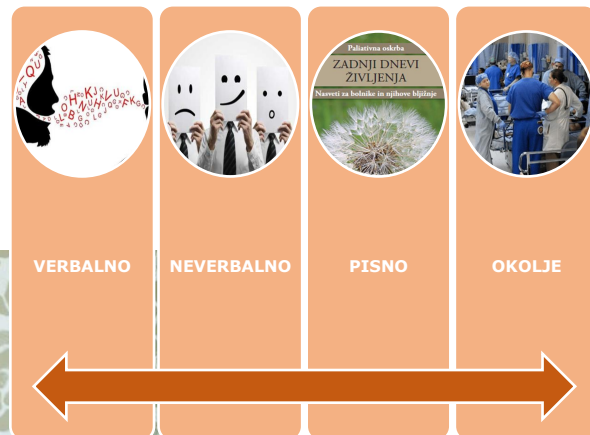 Paliativna oskrba
ZADNJI DNEVI
ŽIVLJENJA
Nasveti za bolnike in njihove bližnje
VERBALNO
NEVERBALNO
PISNO
OKOLJE